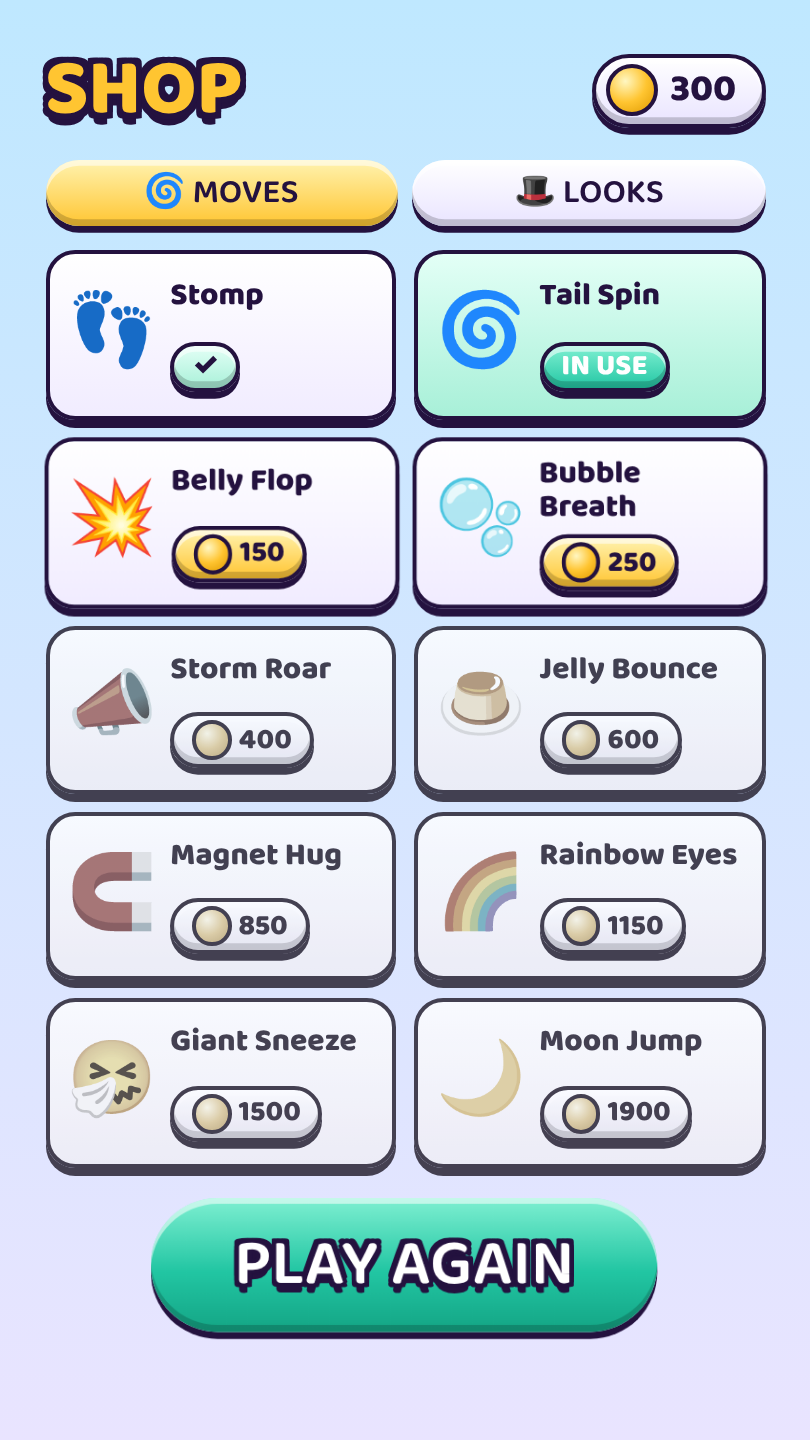 SHOP
300
MOVES
LOOKS
Stomp
Tail Spin
IN USE
Belly Flop
150
Bubble
Breath
250
Storm Roar
400
Jelly Bounce
600
Magnet Hug
850
Rainbow Eyes
1150
Giant Sneeze
1500
Moon Jump
1900
PLAY AGAIN